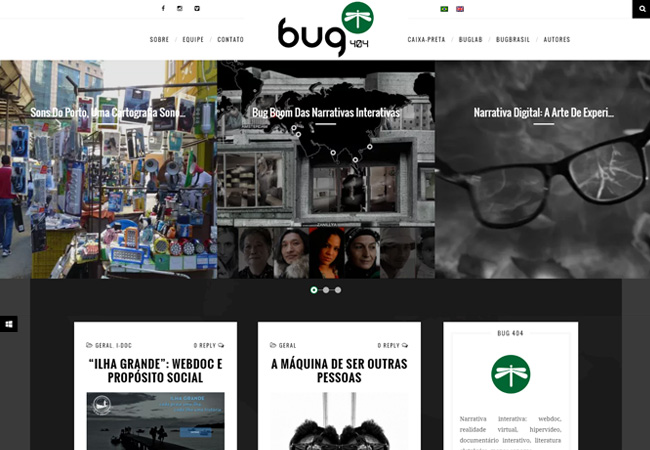 bug
404
SOBRE / EQUIPE / CONTATO
CAIXA-PRETA / BUGLAB / BUGBRASIL / AUTORES
Sons Do Porto, Uma Cartografia Sono...
Bug Boom Das Narrativas Interativas
Narrativa Digital: A Arte De Experi...
GERAL, I-DOC
0 REPLY
“ILHA GRANDE”: WEBDOC E
PROPÓSITO SOCIAL
ILHA GRANDE
GERAL
0 REPLY
A MÁQUINA DE SER OUTRAS
PESSOAS
BUG 404
Narrativa interativa: webdoc,
realidade virtual, hipervídeo,
documentário interativo, literatura